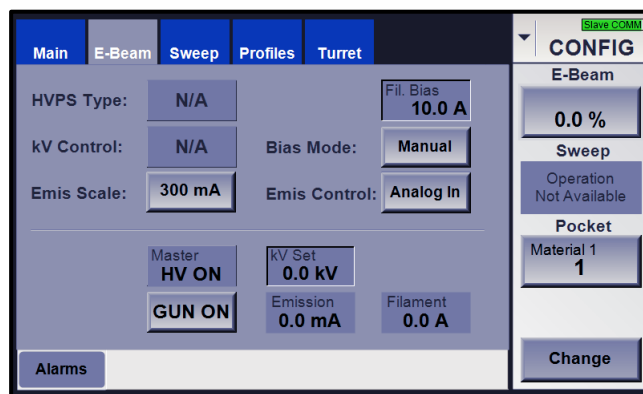 Main E-Beam Sweep Profiles Turret
Slave COMM
CONFIG
HVPS Type: N/A
Fil. Bias
10.0 A
kV Control: N/A Bias Mode: Manual
Emis Scale: 300 mA Emis Control: Analog In
Master
HV ON
kV Set
0.0 kV
GUN ON
Emission
0.0 mA
Filament
0.0 A
Alarms
E-Beam
0.0 %
Sweep
Operation
Not Available
Pocket
Material 1
1
Change